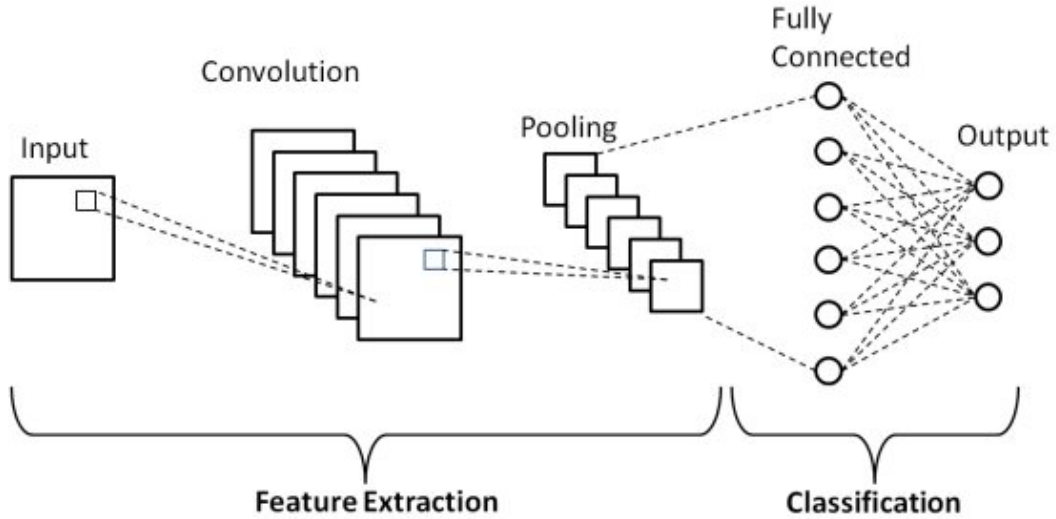 Input
Convolution
Pooling
Fully
Connected
Output
Feature Extraction
Classification